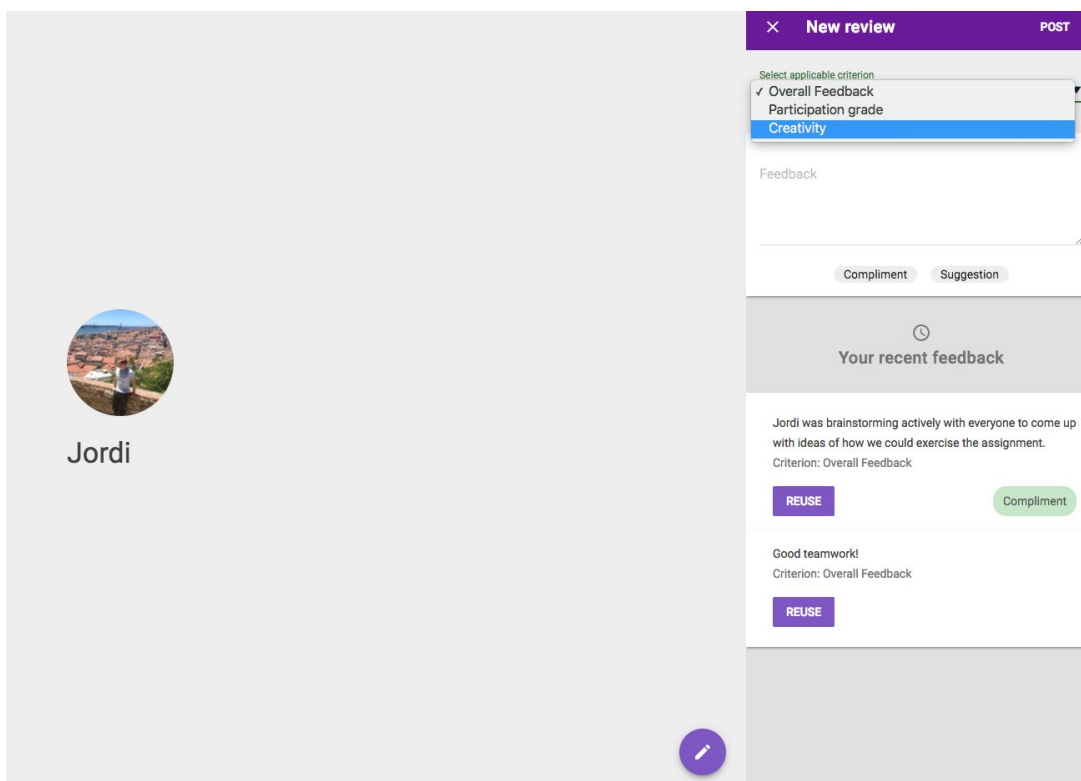 New review
POST
Select applicable criterion
✓ Overall Feedback
Participation grade
Creativity
Feedback
Compliment Suggestion
Your recent feedback
Jordi was brainstorming actively with everyone to come up
with ideas of how we could exercise the assignment.
Criterion: Overall Feedback
REUSE
Compliment
Good teamwork!
Criterion: Overall Feedback
REUSE
Jordi